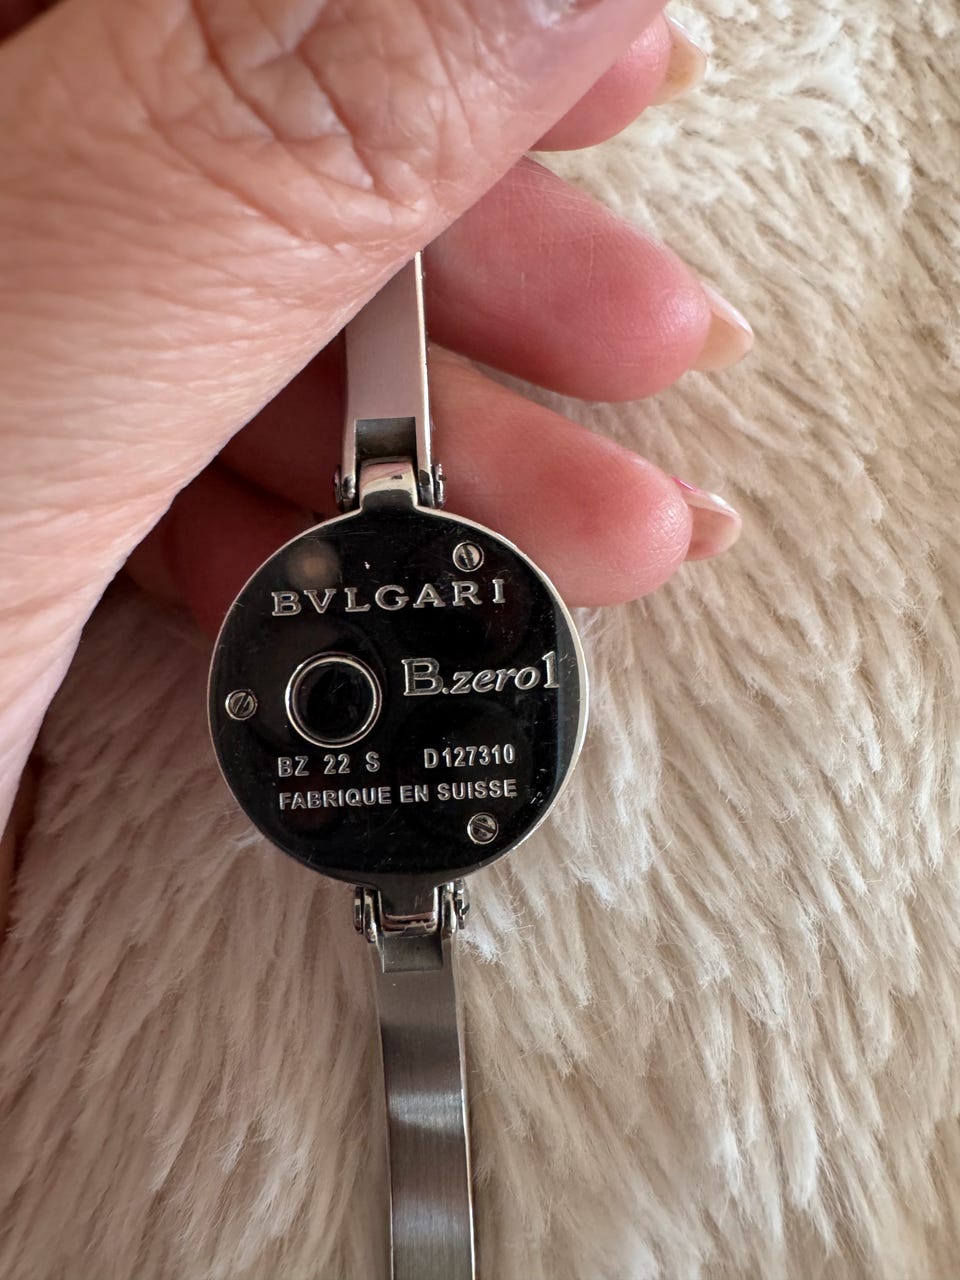 BVLGARI
B.zero1
BZ 22 S D127310
FABRIQUE EN SUISSE